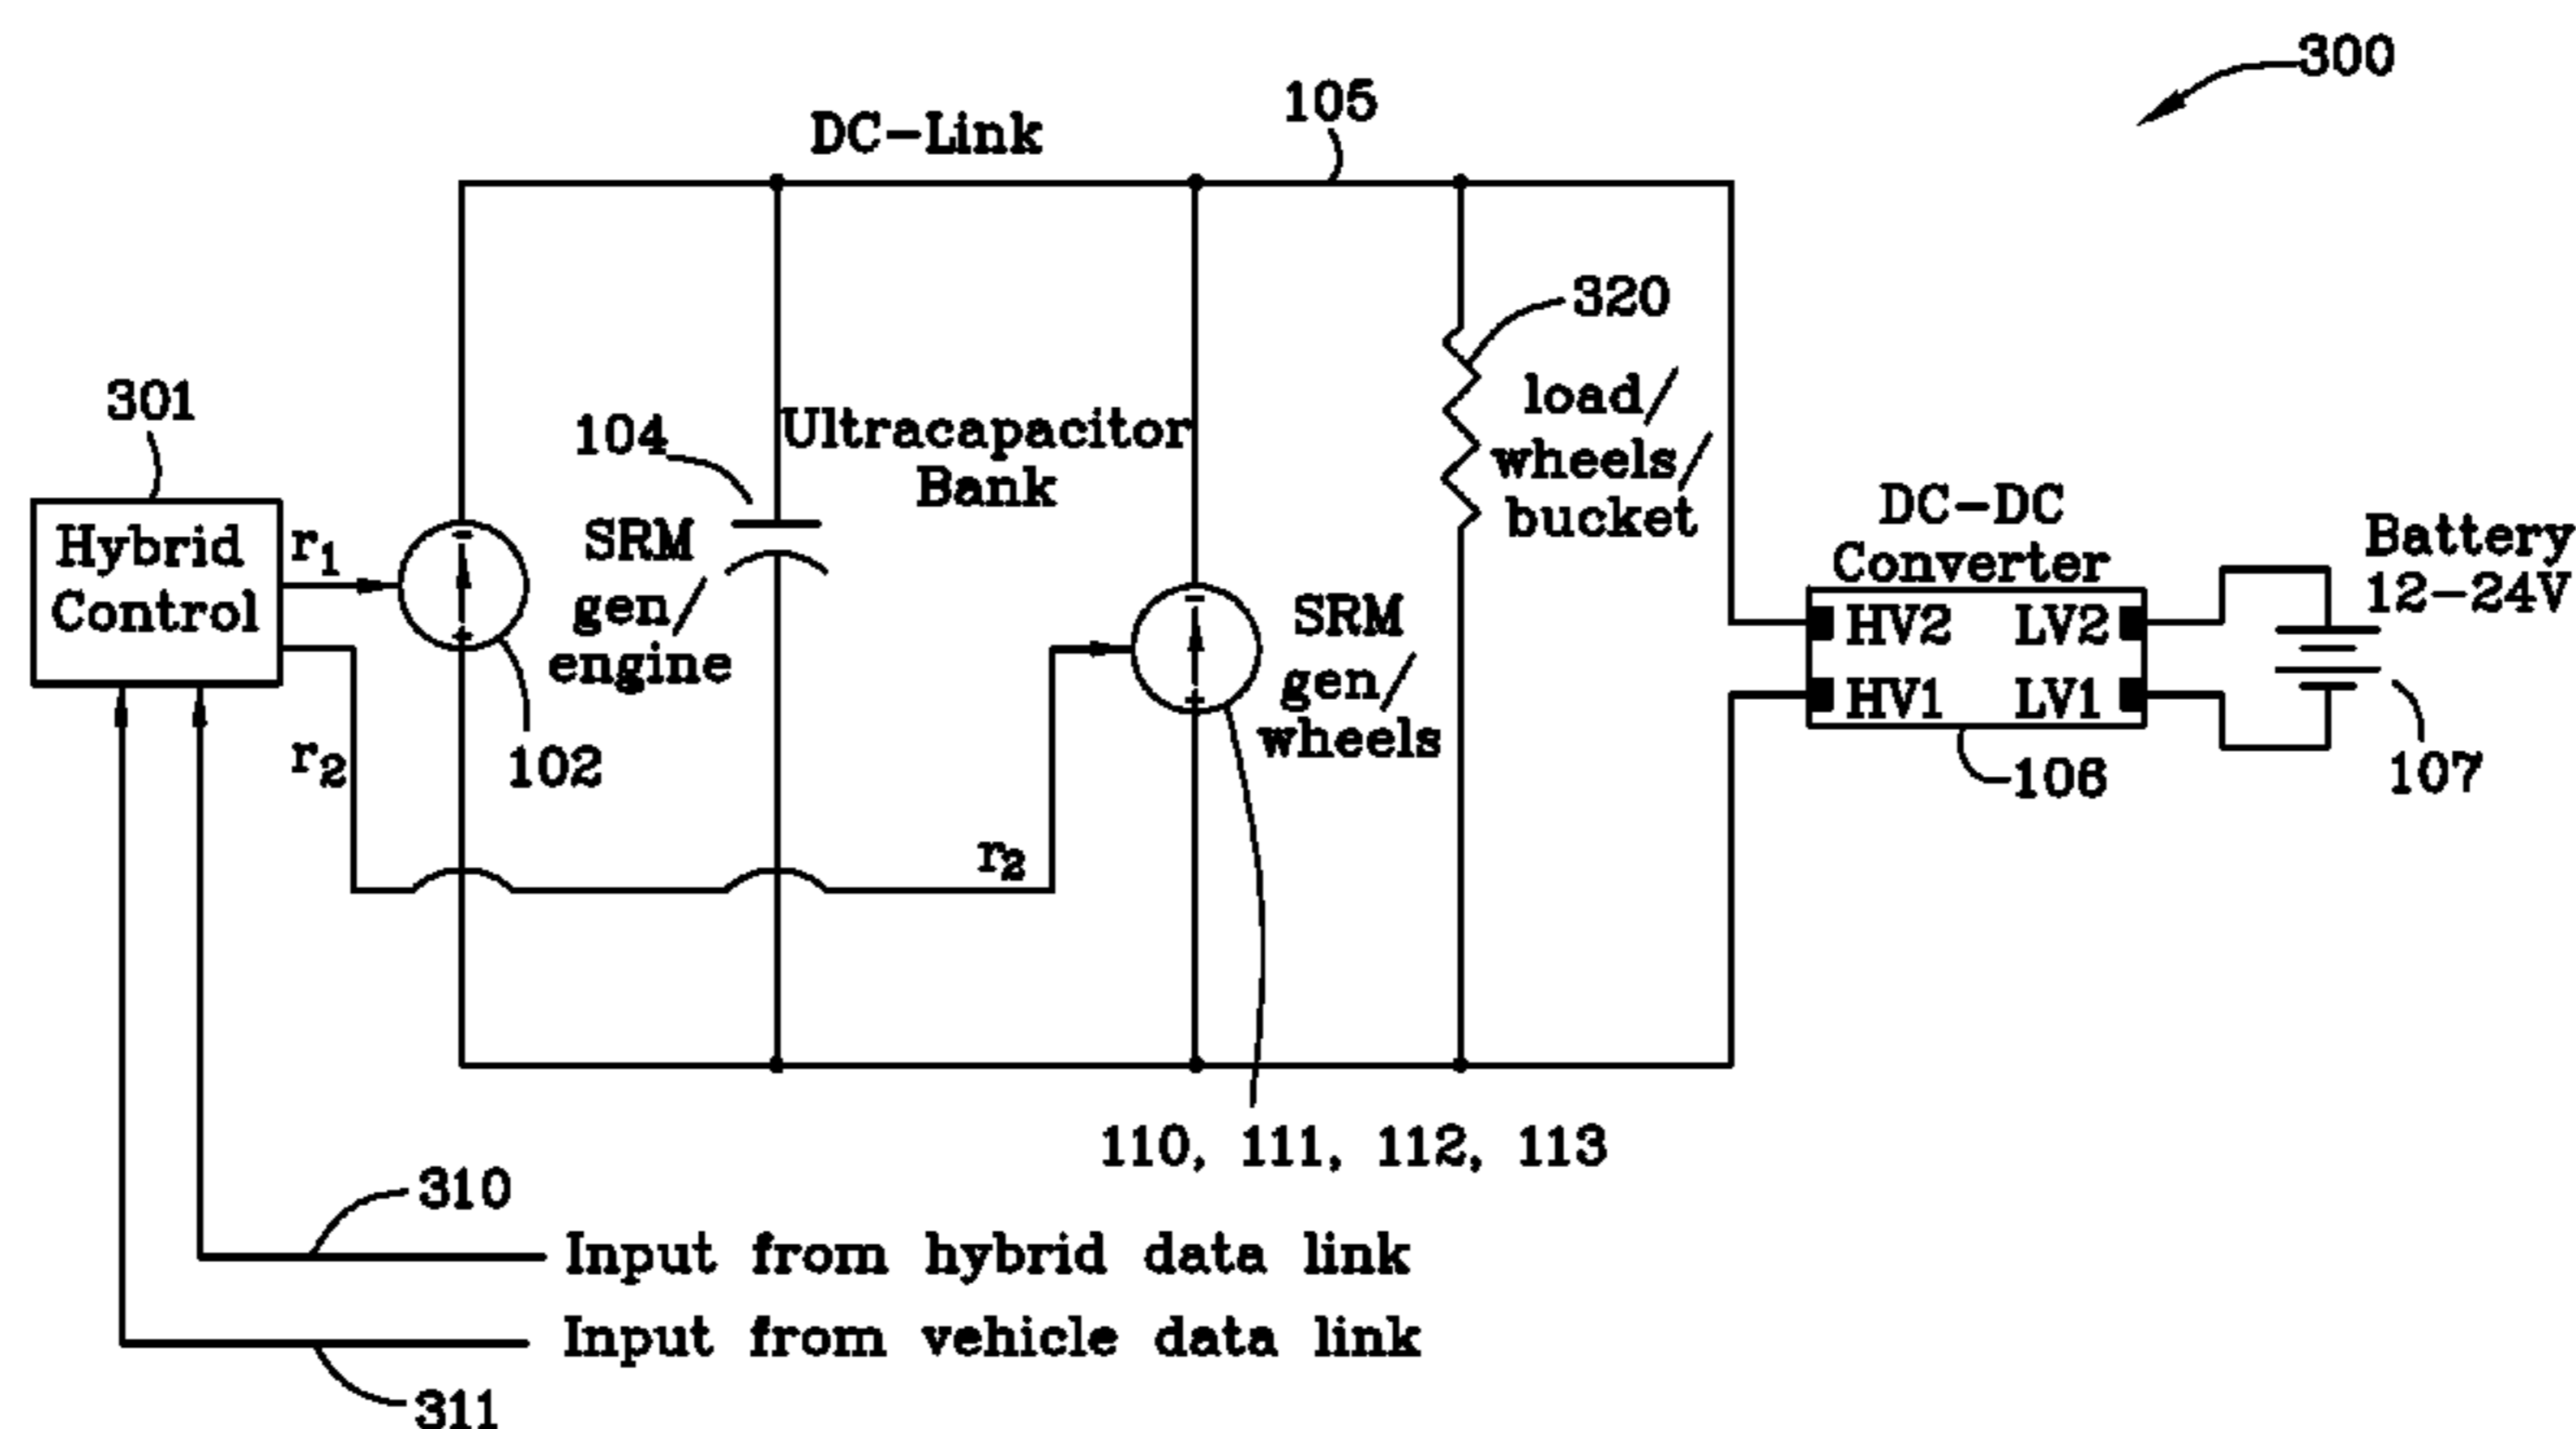 300
105
DC-Link
320
301
104
Ultracapacitor
Bank
load/
wheels/
bucket
Hybrid
Control
r1
SRM
gen/
engine
102
r2
SRM
gen/
wheels
r2
DC-DC
Converter
HV2 LV2
HV1 LV1
106
Battery
12-24V
107
110, 111, 112, 113
310
Input from hybrid data link
Input from vehicle data link
311